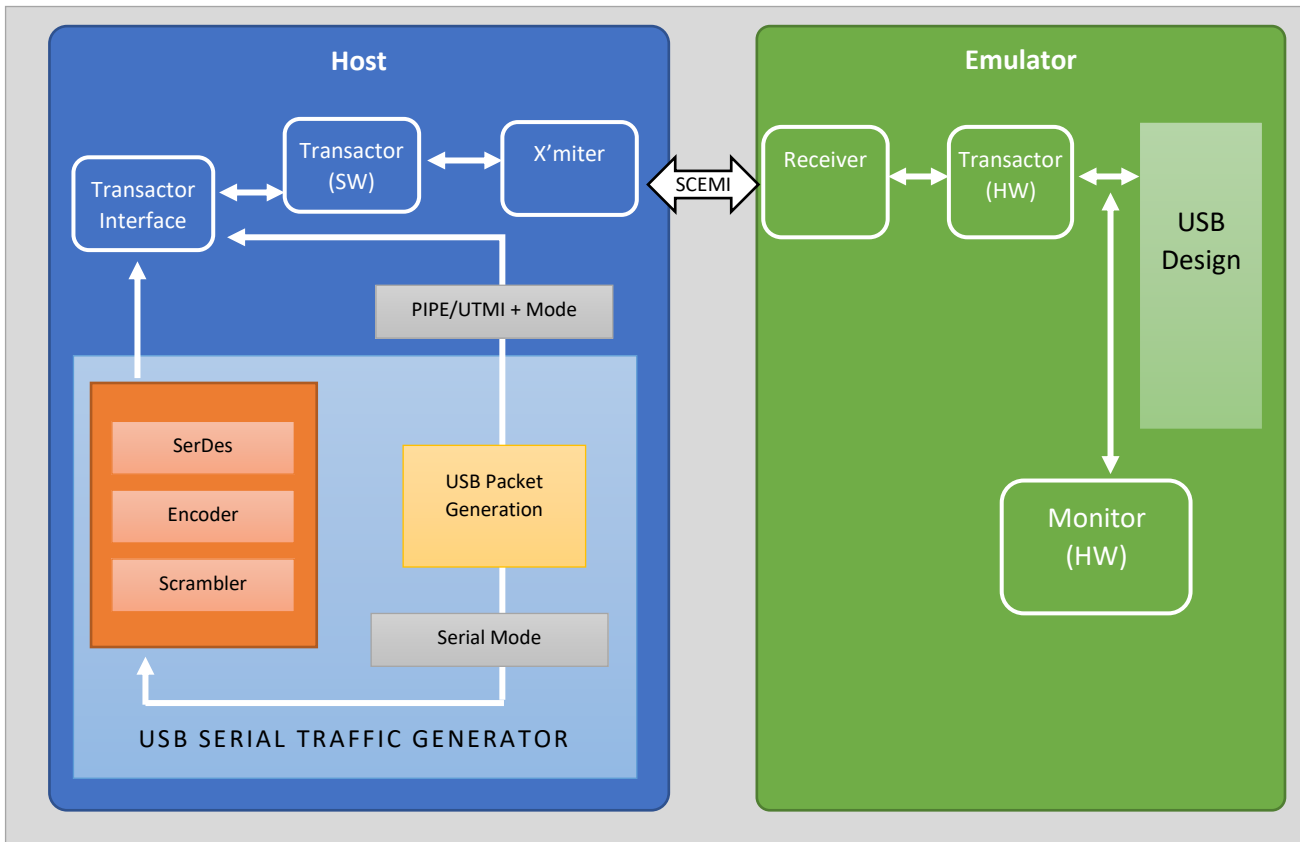 Host
Emulator
Transactor
(SW)
X’miter
Transactor
Interface
SCEMI
Receiver
Transactor
(HW)
USB
Design
PIPE/UTMI + Mode
SerDes
Encoder
Scrambler
USB Packet
Generation
Serial Mode
Monitor
(HW)
USB SERIAL TRAFFIC GENERATOR